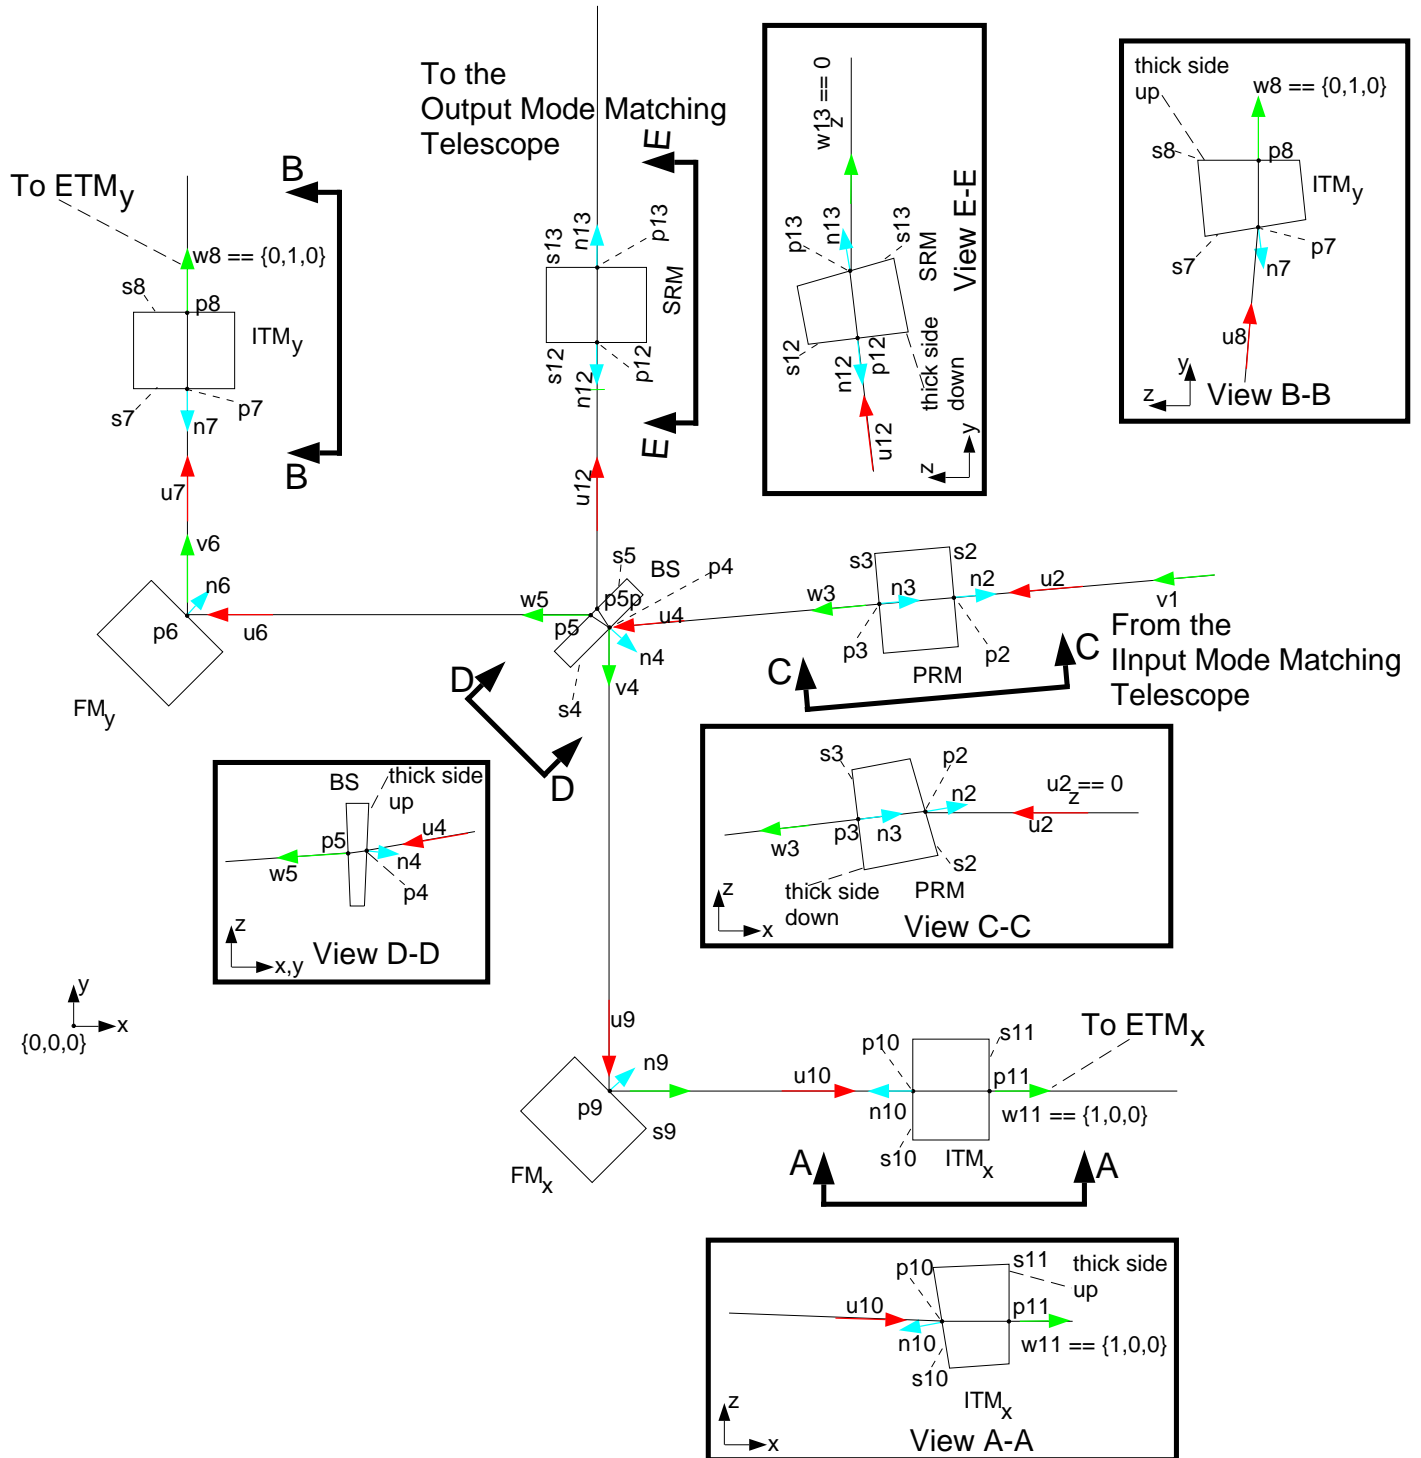 To the
Output Mode Matching
Telescope
To ETMy
B
B
w8 == {0,1,0}
s8
p8
ITMy
s7
p7
n7
u7
v6
n6
p6
u6
FMy
E
E
s13
n13
p13
SRM
s12
n12
p12
u12
w13z == 0
p13
n13
s13
SRM
View E-E
s12
n12
p12
thick side
down
u12
z
y
thick side
up
w8 == {0,1,0}
s8
p8
ITMy
s7
p7
n7
u8
y
z
View B-B
w5
p5
p5p
s5
BS
p4
u4
n4
v4
s4
D
D
w3
s3
n3
s2
n2
u2
v1
p3
p2
PRM
C
C
From the
IInput Mode Matching
Telescope
BS
thick side
up
p5
u4
n4
w5
p4
z
x,y
View D-D
s3
p2
n2
u2z == 0
u2
p3
n3
w3
s2
thick side
down
PRM
z
x
View C-C
y
x
{0,0,0}
u9
n9
p9
s9
FMx
u10
p10
s11
To ETMx
p11
n10
w11 == {1,0,0}
s10
ITMx
A
A
p10
s11
thick side
up
u10
p11
n10
w11 == {1,0,0}
s10
ITMx
z
x
View A-A